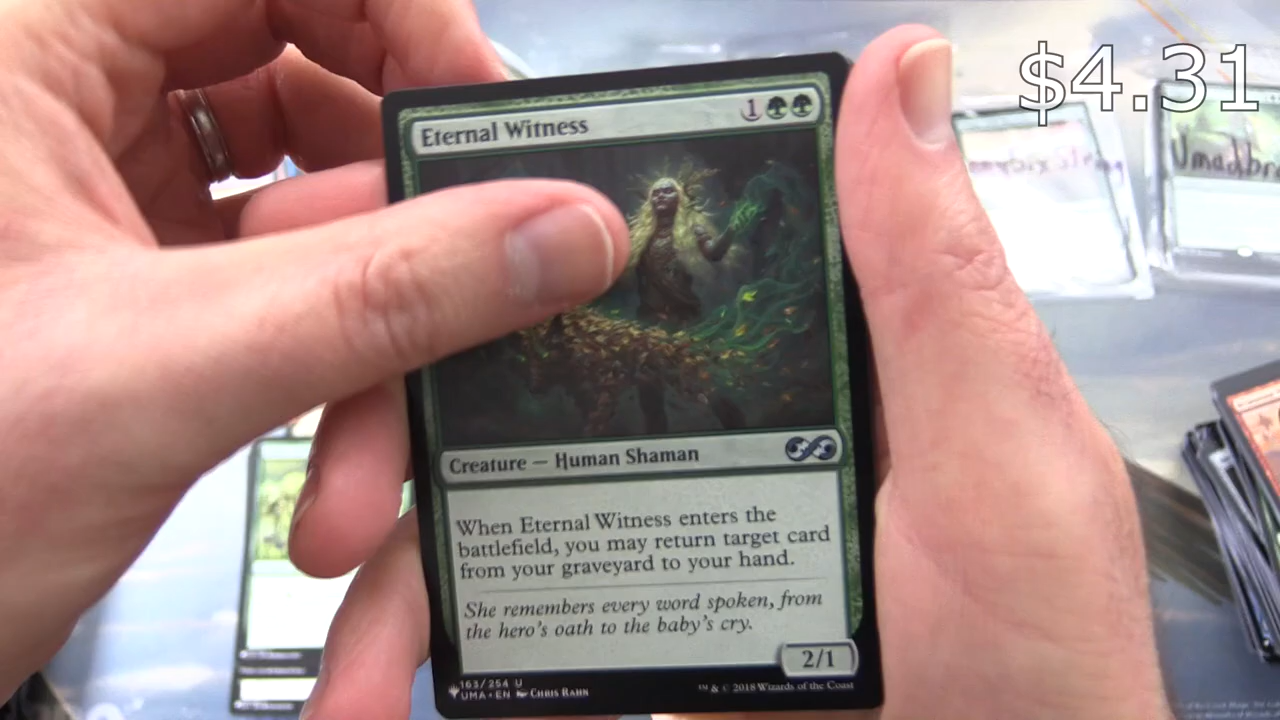 $4.31
Eternal Witness
1
Creature — Human Shaman
When Eternal Witness enters the
battlefield, you may return target card
from your graveyard to your hand.
She remembers every word spoken, from
the hero's oath to the baby's cry.
2/1
163/254 U
UMA • EN Chris Rahn
™ & © 2018 Wizards of the Coast